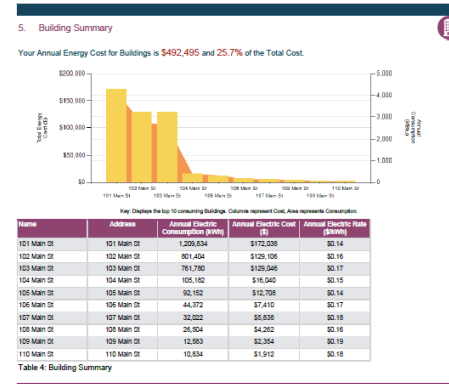 5. Building Summary
Your Annual Energy Cost for Buildings is $492,495 and 25.7% of the Total Cost.
$200,000 5,000
$150,000 4,000
$100,000 3,000
2,000
$50,000 1,000
$0 0
Total Energy Cost ($)
Annual Consumption
102 Main St 104 Main St 108 Main St 109 Main St 110 Main St
101 Main St 103 Main St 106 Main St 107 Main St 103 Main St
Key: Displays the top 10 consuming Buildings. Columns represent Cost, Area represents Consumption.
Name Address Annual Electric Consumption (kWh) Annual Electric Cost ($) Annual Electric Rate ($/kWh)
101 Main St 101 Main St 1,209,834 $172,038 $0.14
102 Main St 102 Main St 801,404 $129,106 $0.16
103 Main St 103 Main St 761,780 $129,046 $0.17
104 Main St 104 Main St 105,182 $16,040 $0.15
105 Main St 105 Main St 92,152 $12,708 $0.14
106 Main St 106 Main St 44,372 $7,410 $0.17
107 Main St 107 Main St 32,022 $5,838 $0.18
108 Main St 108 Main St 26,804 $4,262 $0.16
109 Main St 109 Main St 12,583 $2,354 $0.19
110 Main St 110 Main St 10,834 $1,912 $0.18
Table 4: Building Summary